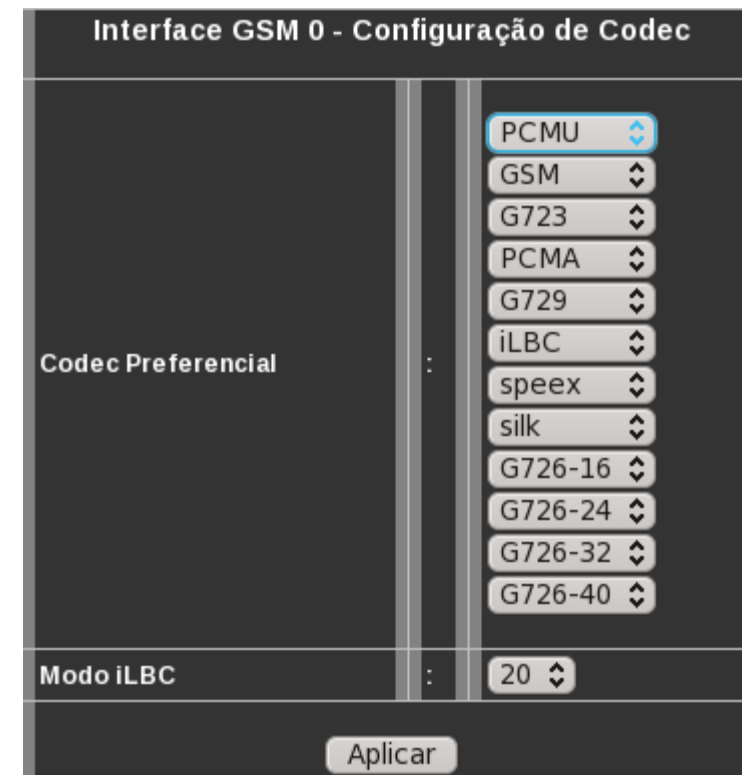 Interface GSM 0 - Configuração de Codec
PCMU
GSM
G723
PCMA
G729
iLBC
Codec Preferencial :
speex
silk
G726-16
G726-24
G726-32
G726-40
Modo iLBC : 20
Aplicar